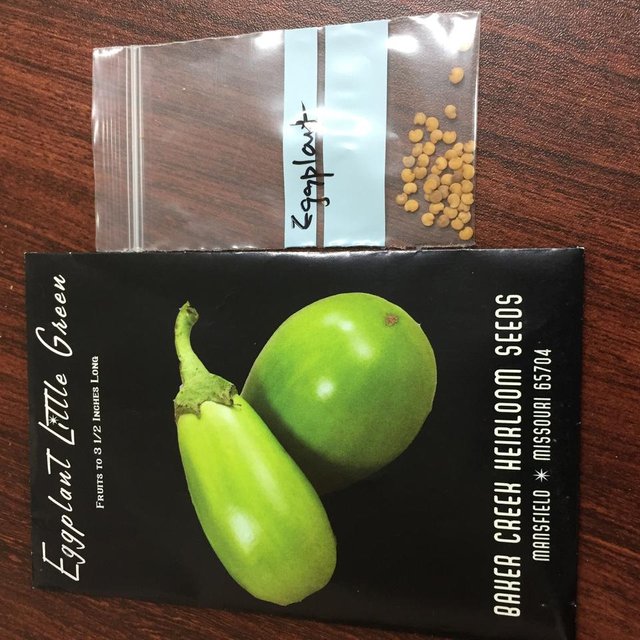 Eggplant
Eggplant Little Green
Fruits to 3 1/2 Inches Long
BAKER CREEK HEIRLOOM SEEDS
MANSFIELD * MISSOURI 65704